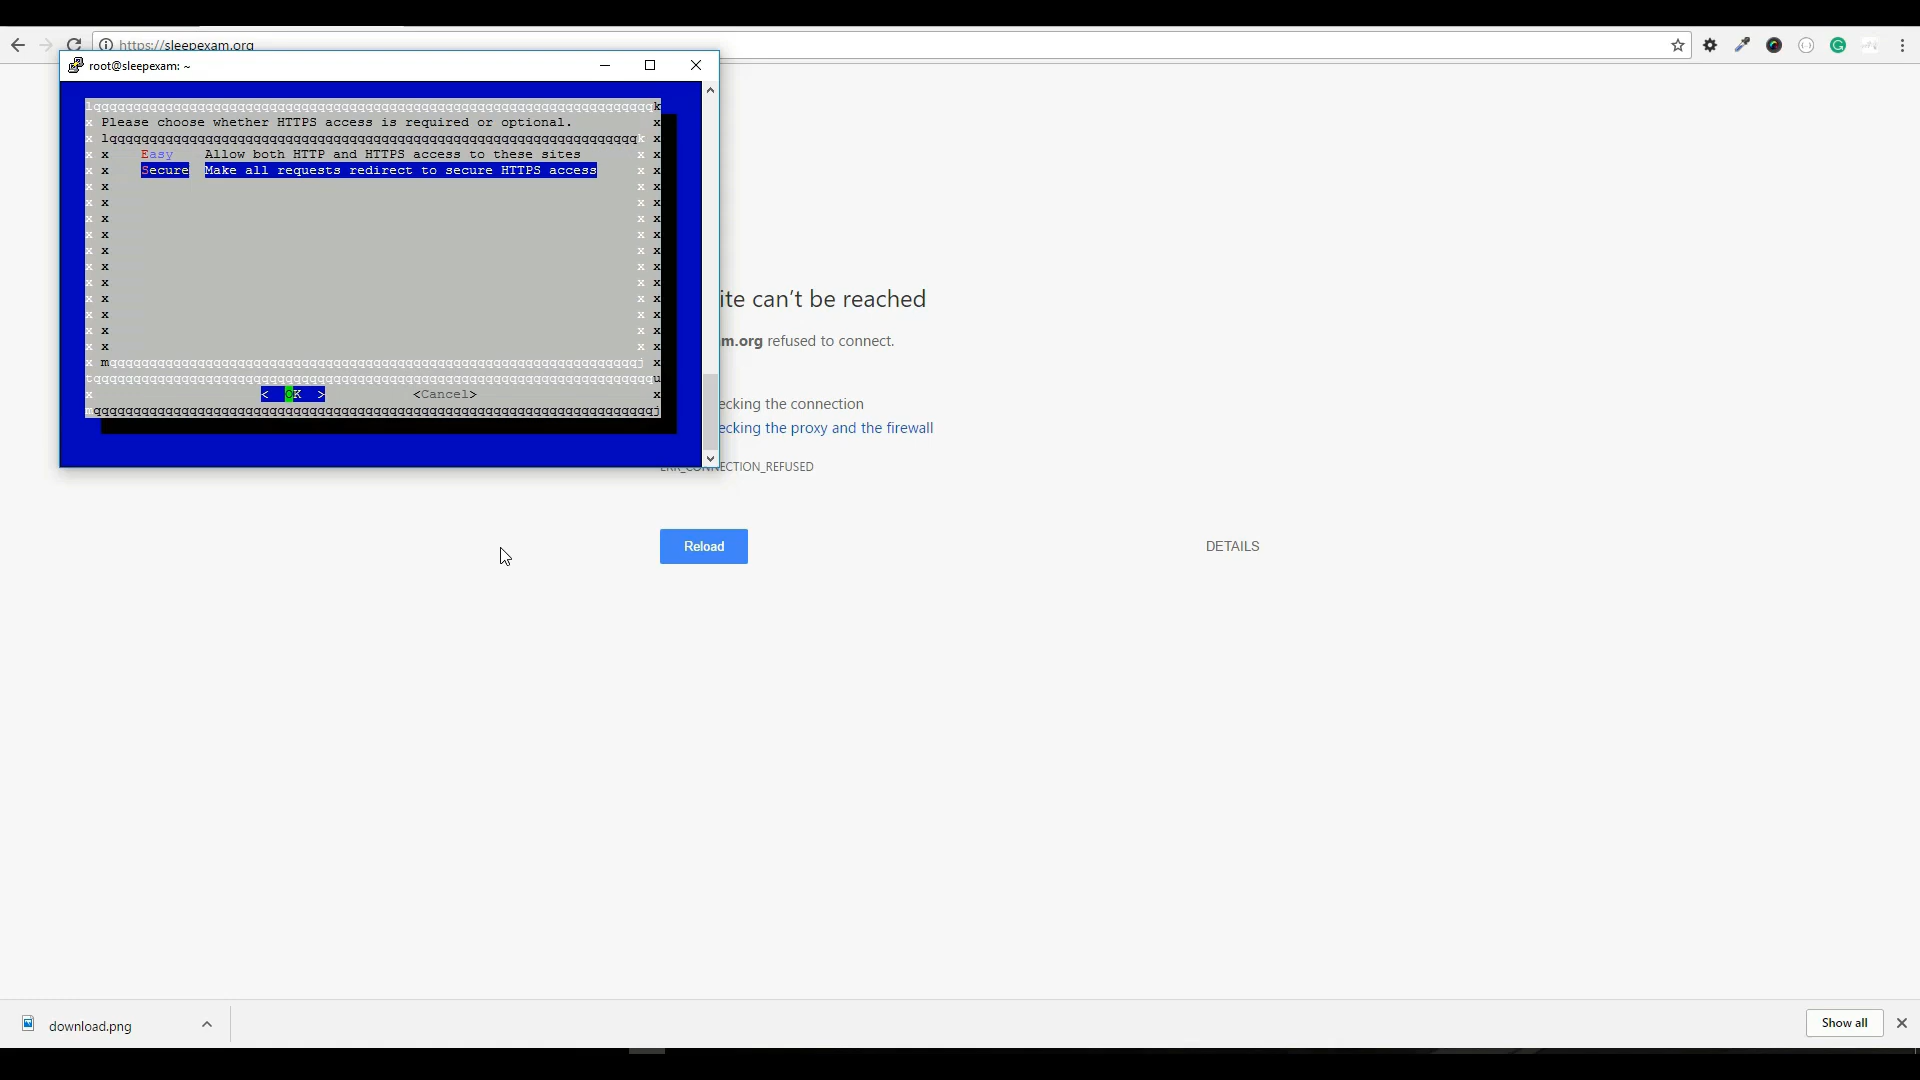 https://sleepexam.org
root@sleepexam: ~
Please choose whether HTTPS access is required or optional.
Easy Allow both HTTP and HTTPS access to these sites
Secure Make all requests redirect to secure HTTPS access
< OK > <Cancel>
ite can’t be reached
m.org refused to connect.
ecking the connection
ecking the proxy and the firewall
ERR_CONNECTION_REFUSED
Reload
DETAILS
download.png
Show all